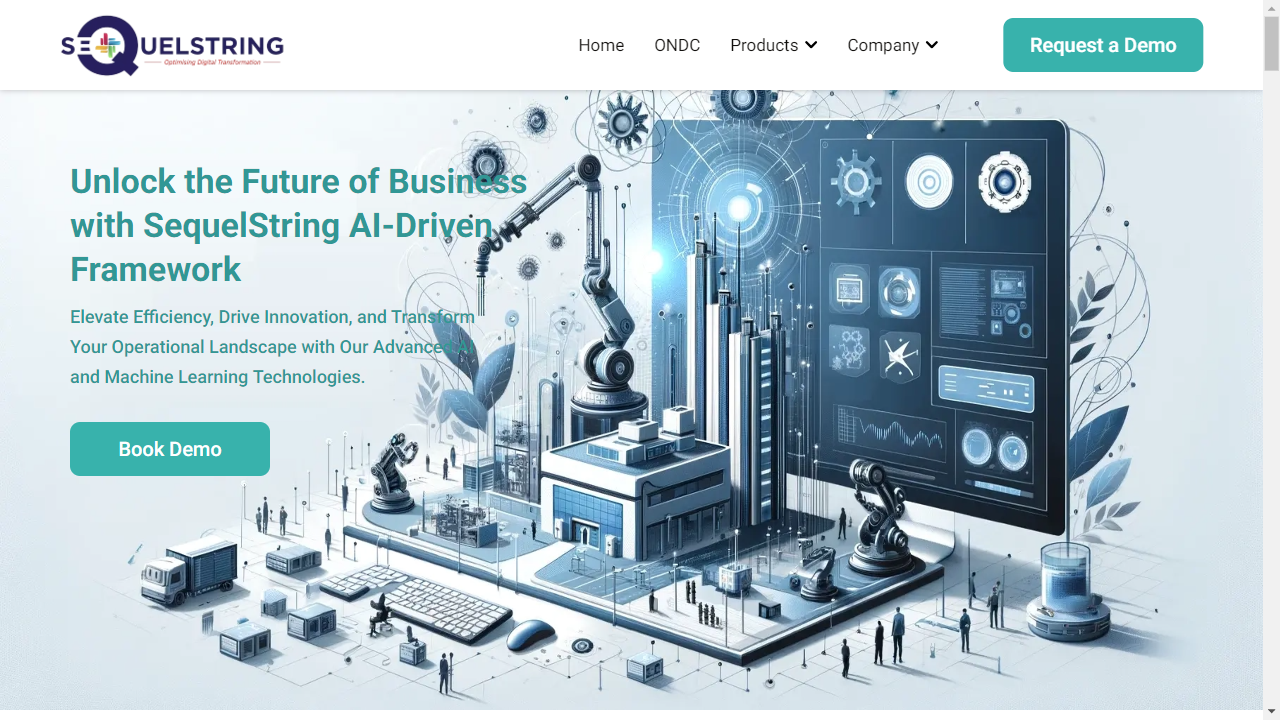 SEQUELSTRING
Optimising Digital Transformation
Home
ONDC
Products
Company
Request a Demo
Unlock the Future of Business
with SequelString AI-Driven
Framework
Elevate Efficiency, Drive Innovation, and Transform
Your Operational Landscape with Our Advanced AI
and Machine Learning Technologies.
Book Demo